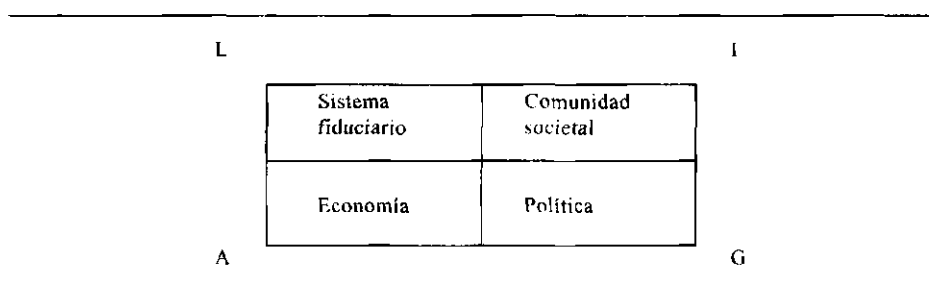 L I
Sistema Comunidad
fiduciario societal
Economía Política
A G